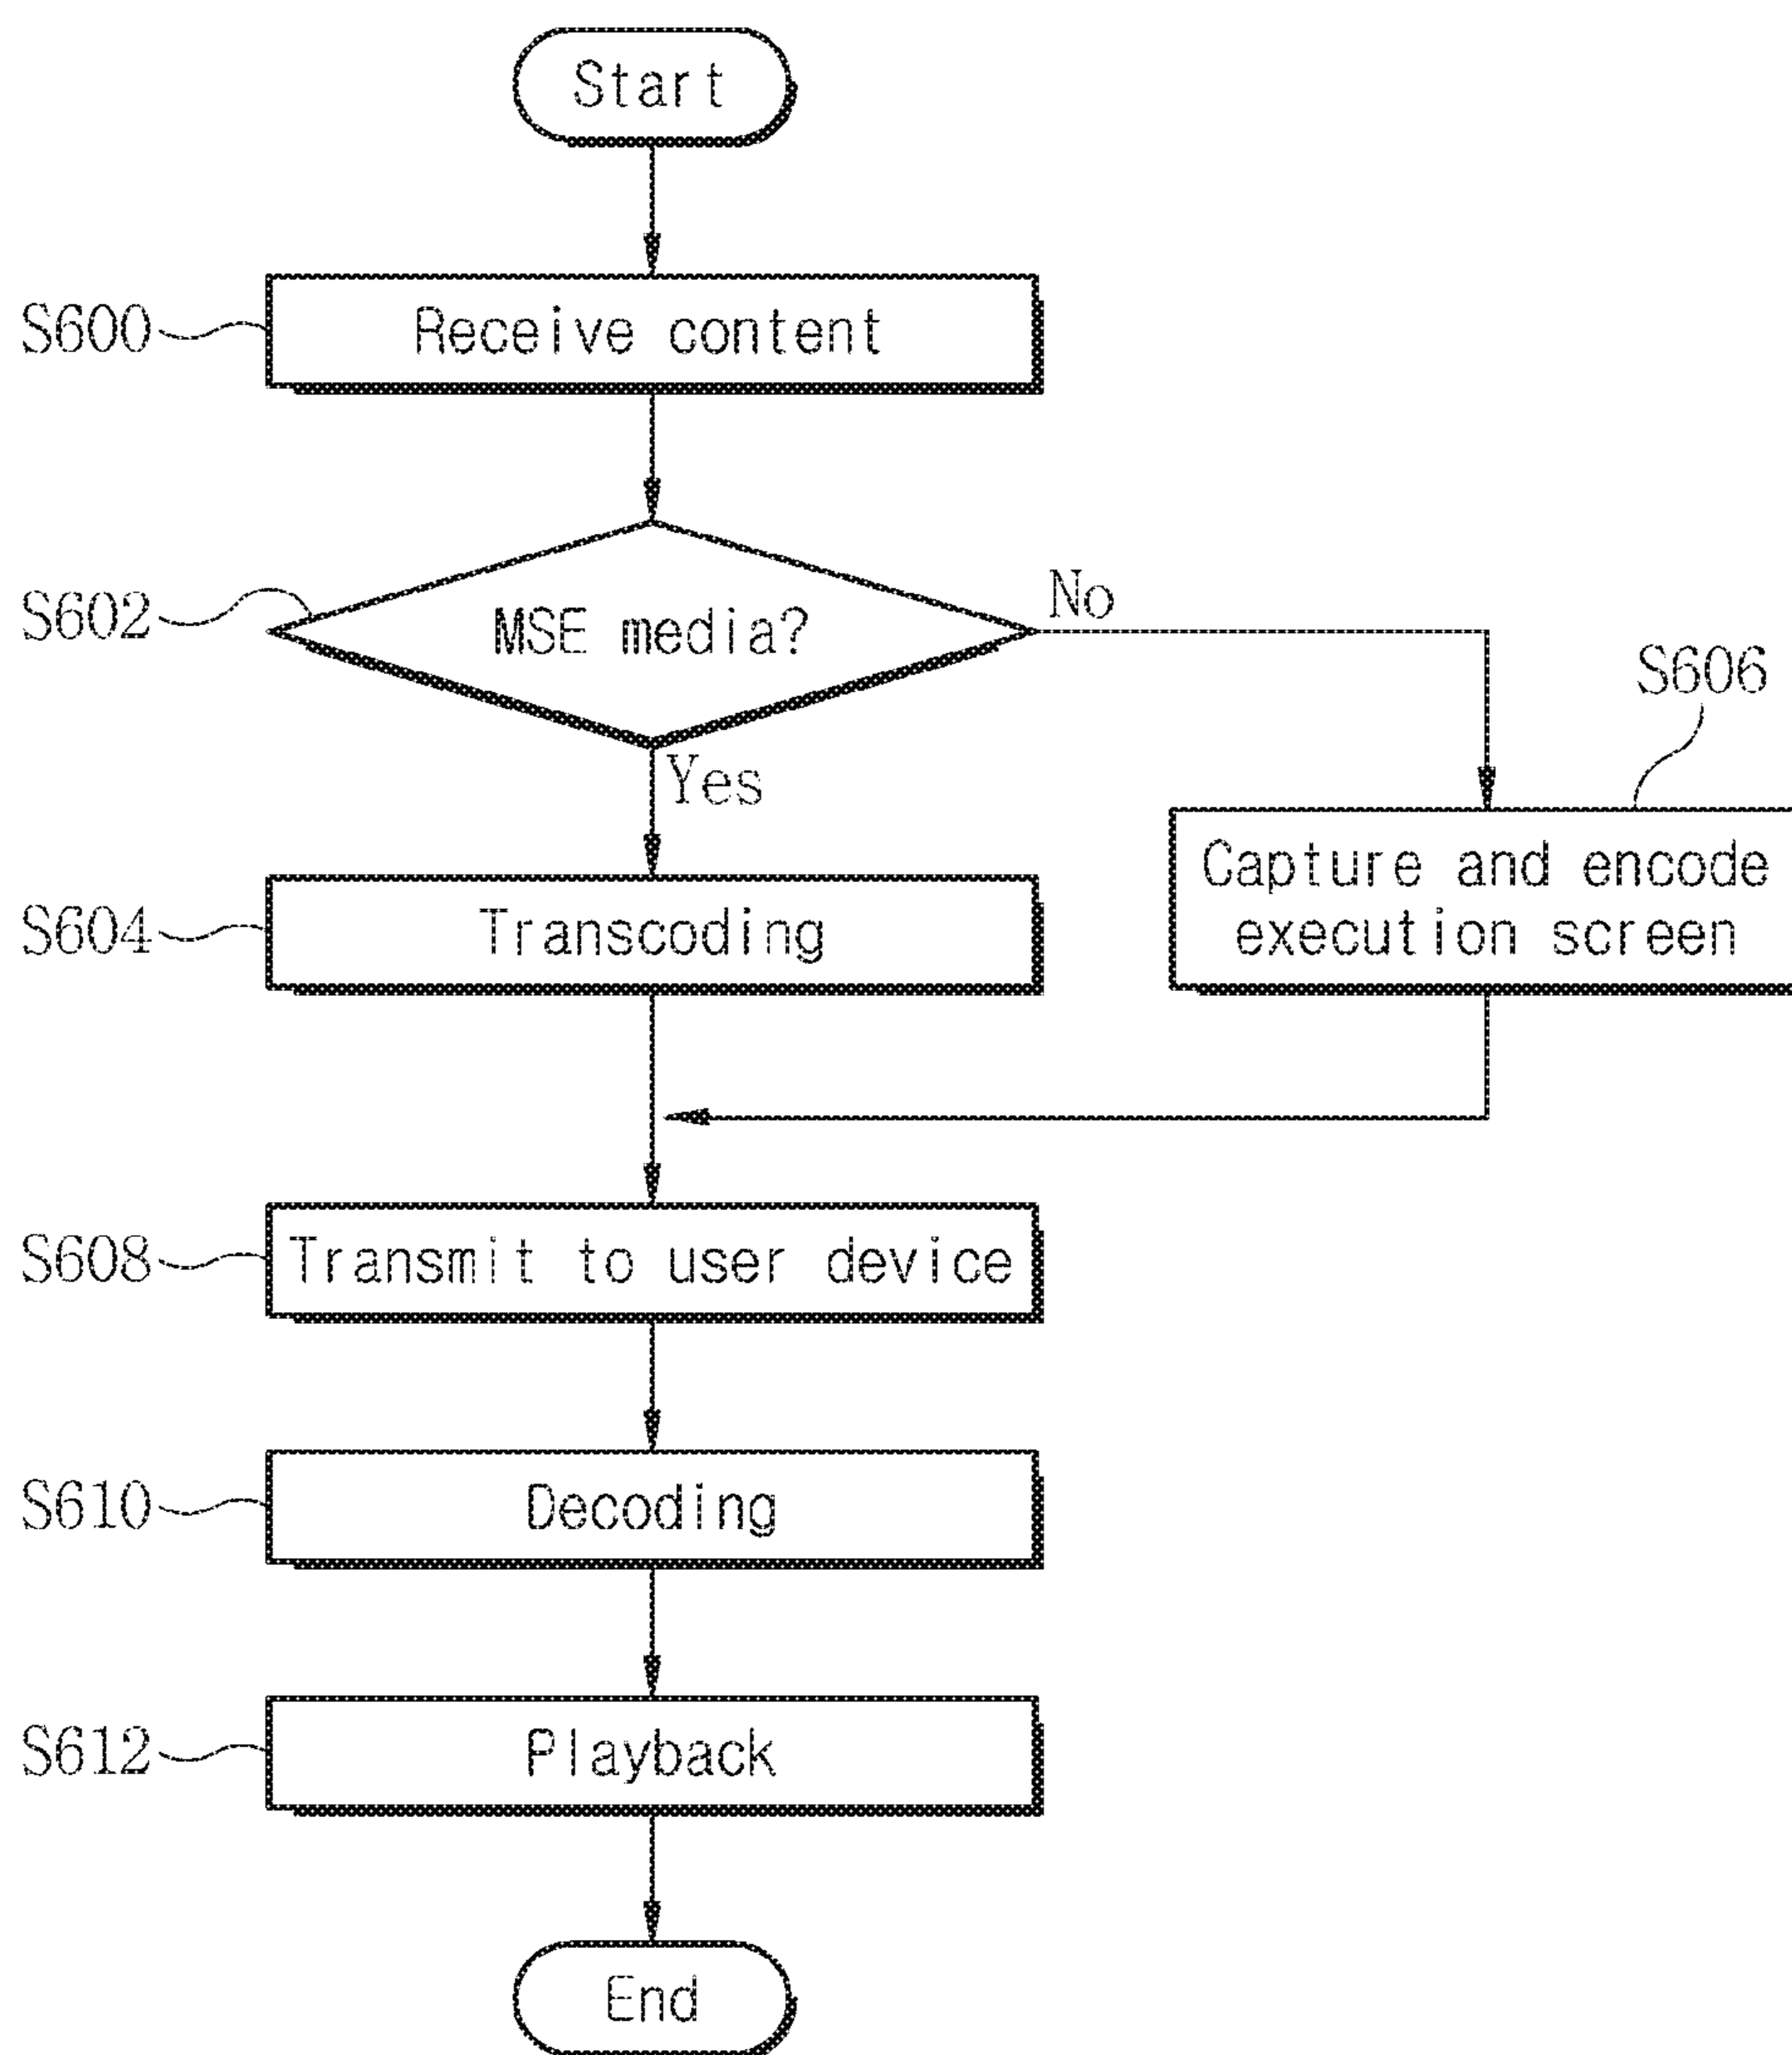 Start
S600
Receive content
S602
MSE media?
No
Yes
S606
Capture and encode
execution screen
S604
Transcoding
S608
Transmit to user device
S610
Decoding
S612
Playback
End